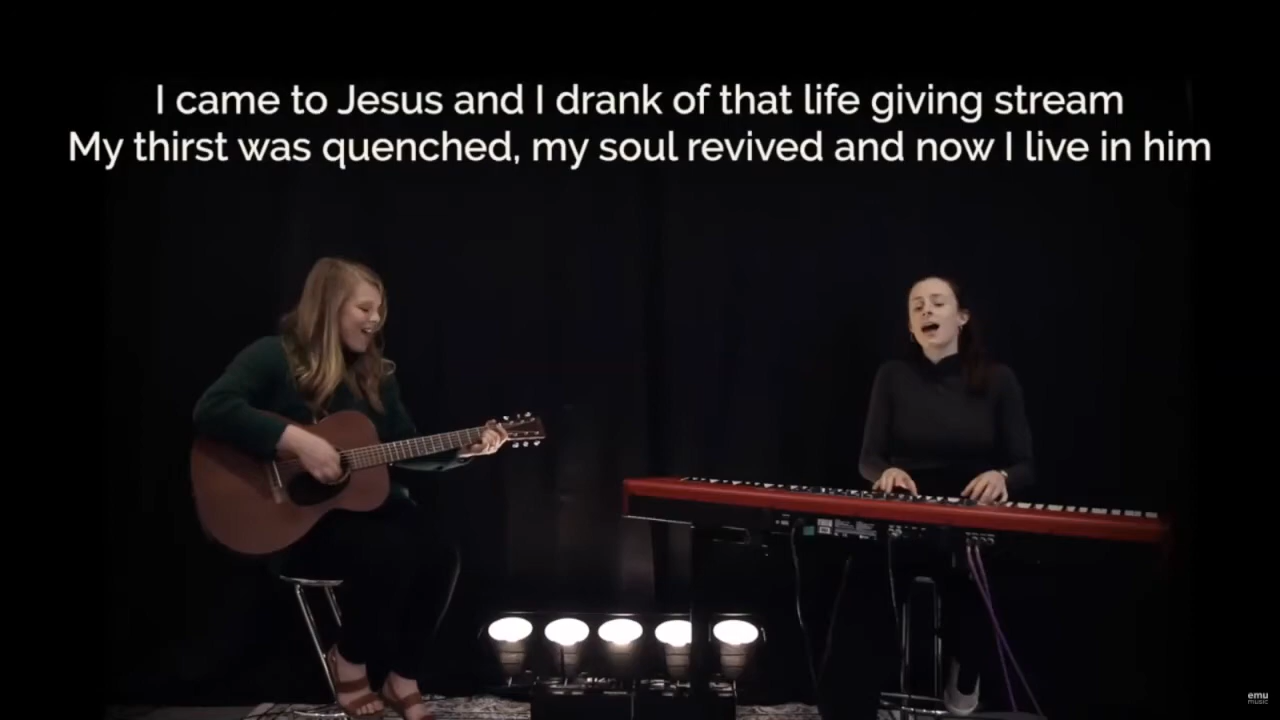 I came to Jesus and I drank of that life giving stream
My thirst was quenched, my soul revived and now I live in him
emu
music